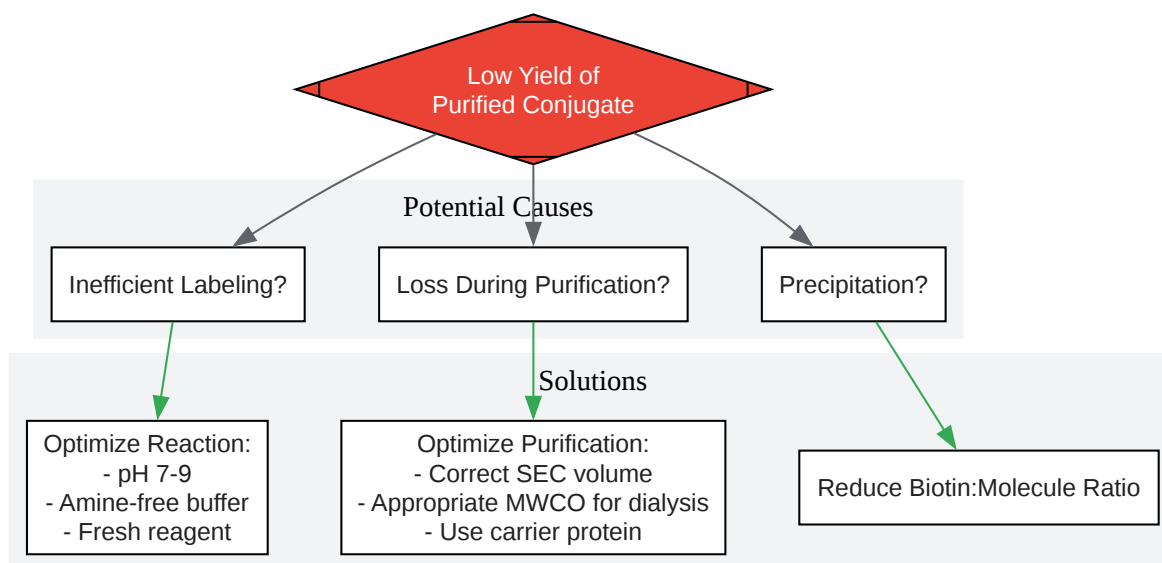 Low Yield of
Purified Conjugate
Potential Causes
Inefficient Labeling?
Loss During Purification?
Precipitation?
Solutions
Optimize Reaction:
- pH 7-9
- Amine-free buffer
- Fresh reagent
Optimize Purification:
- Correct SEC volume
- Appropriate MWCO for dialysis
- Use carrier protein
Reduce Biotin:Molecule Ratio